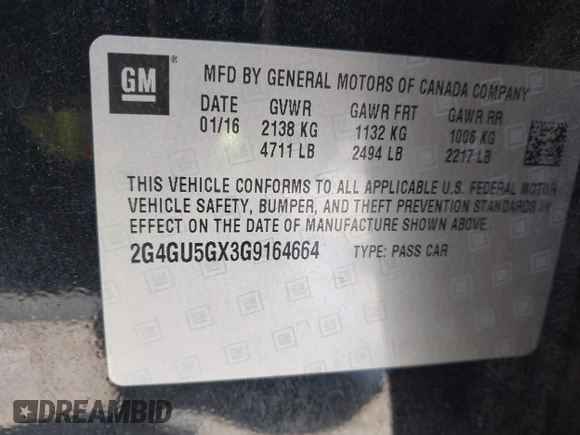 GM ®
MFD BY GENERAL MOTORS OF CANADA COMPANY
DATE GVWR GAWR FRT GAWR RR
01/16 2138 KG 1132 KG 1006 KG
4711 LB 2494 LB 2217 LB
THIS VEHICLE CONFORMS TO ALL APPLICABLE U.S. FEDERAL MOTOR
VEHICLE SAFETY, BUMPER, AND THEFT PREVENTION STANDARDS IN
EFFECT ON THE DATE OF MANUFACTURE SHOWN ABOVE.
2G4GU5GX3G9164664 TYPE: PASS CAR
DREAMBID